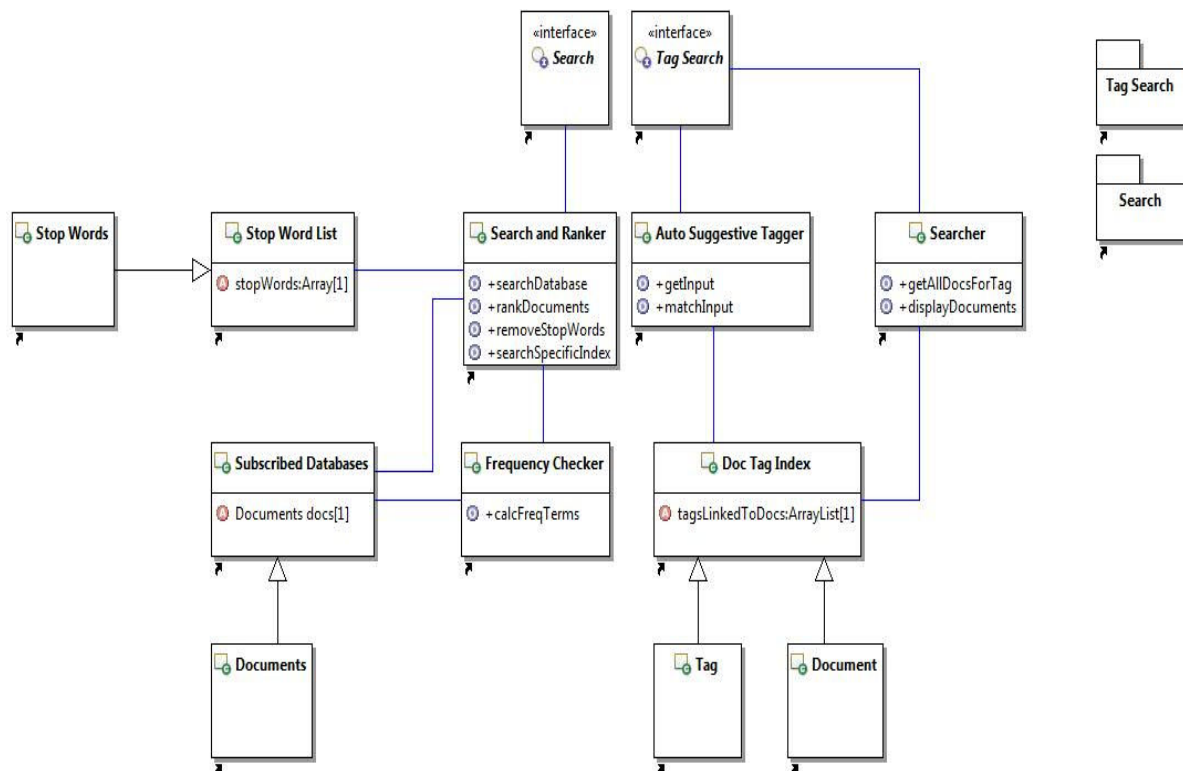 «interface»
Search
«interface»
Tag Search
Tag Search
Search
Stop Words
Stop Word List
stopWords:Array[1]
Search and Ranker
+searchDatabase
+rankDocuments
+removeStopWords
+searchSpecificIndex
Auto Suggestive Tagger
+getInput
+matchInput
Searcher
+getAllDocsForTag
+displayDocuments
Subscribed Databases
Documents docs[1]
Frequency Checker
+calcFreqTerms
Doc Tag Index
tagsLinkedToDocs:ArrayList[1]
Documents
Tag
Document